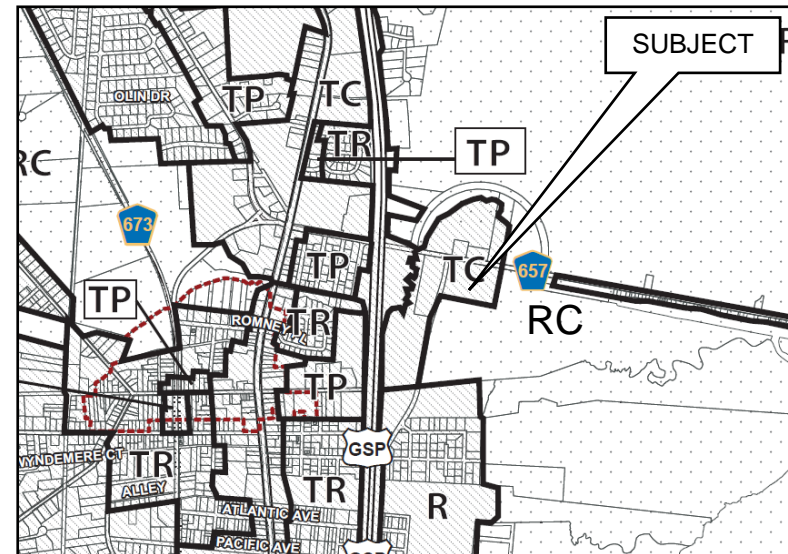 SUBJECT
OLIN DR
TP
TC
TR
TP
RC
673
TP
TC
657
TP
RC
ROMNEY PL
TR
TP
GSP
WYNDEMERE CT
TR
ALLEY
TR
R
ATLANTIC AVE
PACIFIC AVE